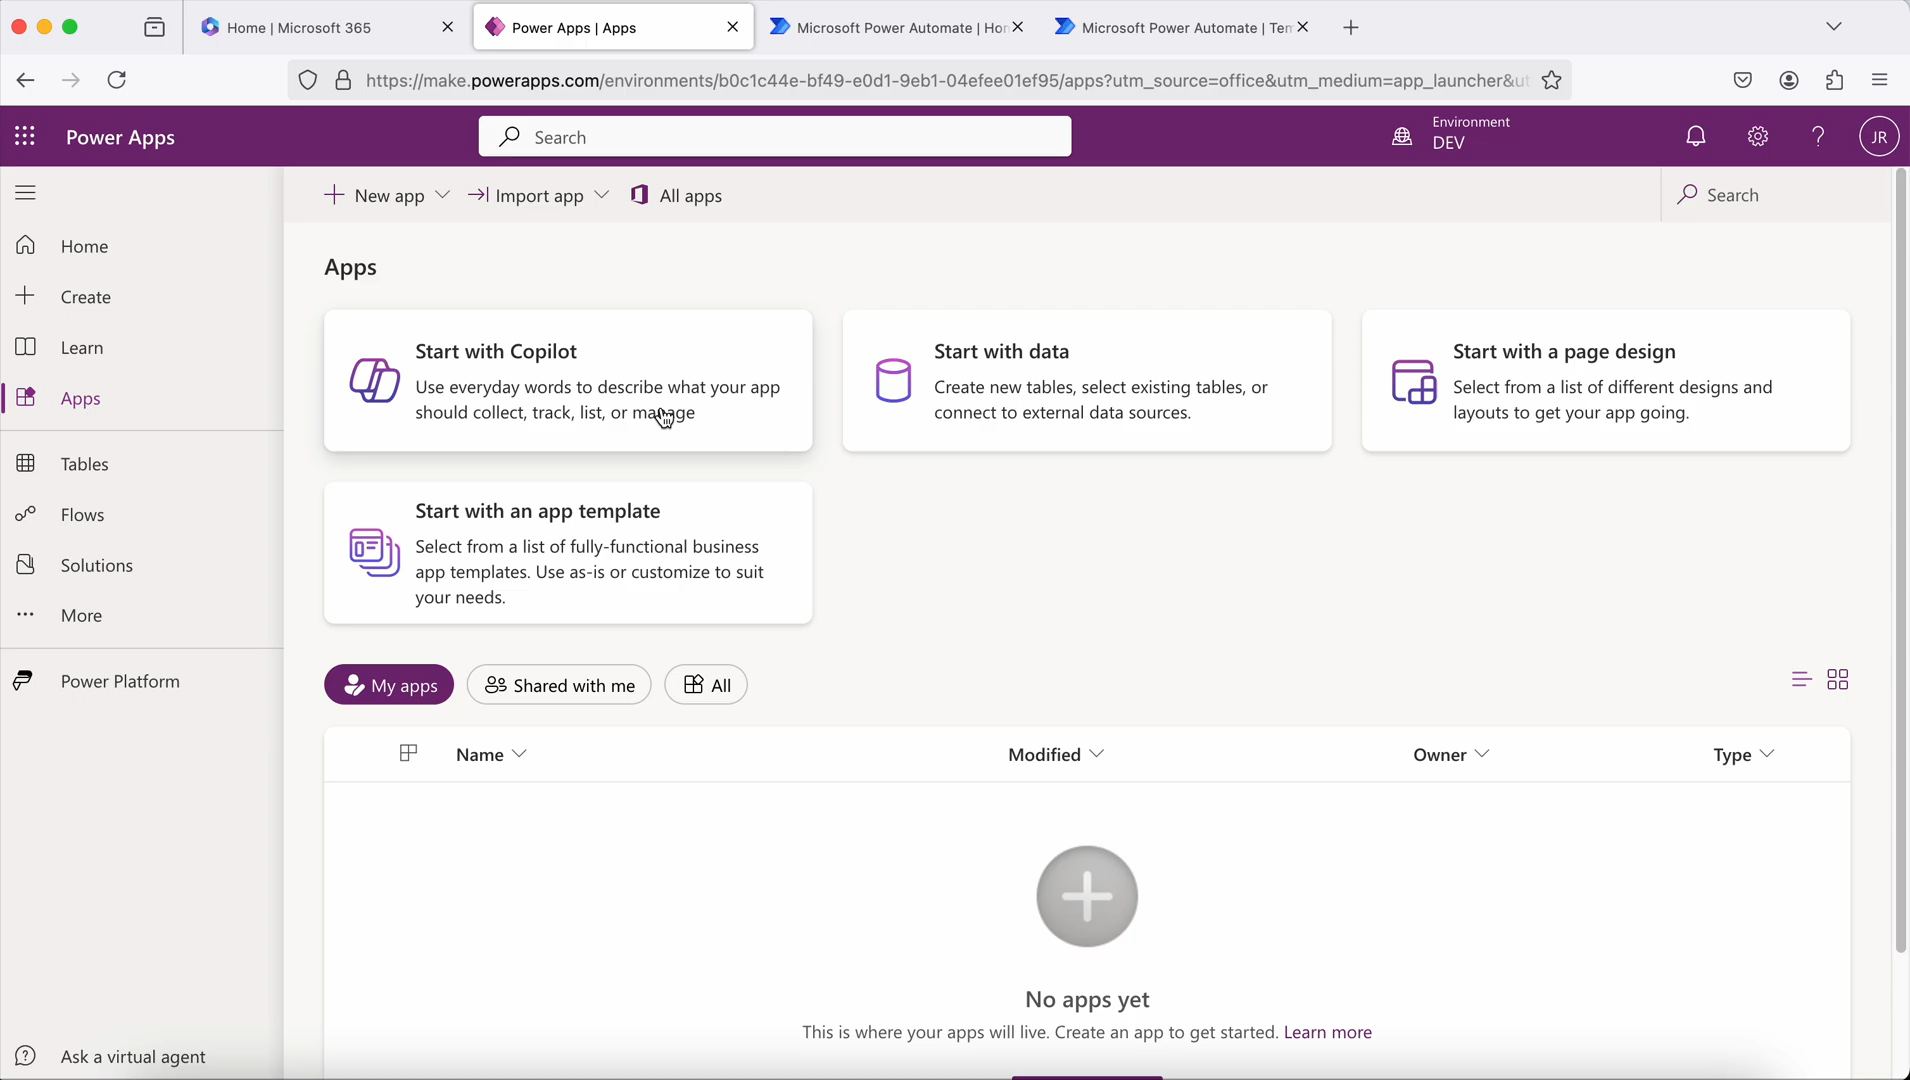 Home | Microsoft 365
Power Apps | Apps
Microsoft Power Automate | Hor
Microsoft Power Automate | Tem
https://make.powerapps.com/environments/b0c1c44e-bf49-e0d1-9eb1-04efee01ef95/apps?utm_source=office&utm_medium=app_launcher&ut
Power Apps
Search
Environment
DEV
JR
New app
Import app
All apps
Search
Home
Create
Learn
Apps
Tables
Flows
Solutions
More
Power Platform
Ask a virtual agent
Apps
Start with Copilot
Use everyday words to describe what your app
should collect, track, list, or manage
Start with data
Create new tables, select existing tables, or
connect to external data sources.
Start with a page design
Select from a list of different designs and
layouts to get your app going.
Start with an app template
Select from a list of fully-functional business
app templates. Use as-is or customize to suit
your needs.
My apps
Shared with me
All
Name
Modified
Owner
Type
No apps yet
This is where your apps will live. Create an app to get started. Learn more